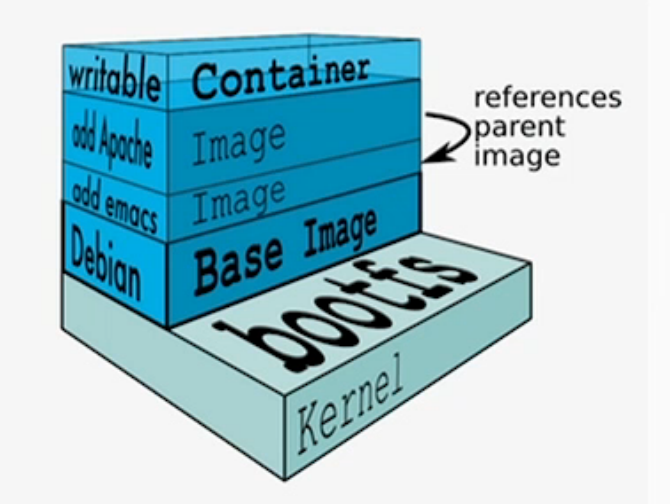 writable Container
add Apache Image
add emacs Image
Debian Base Image
references
parent
image
bootfs
Kernel